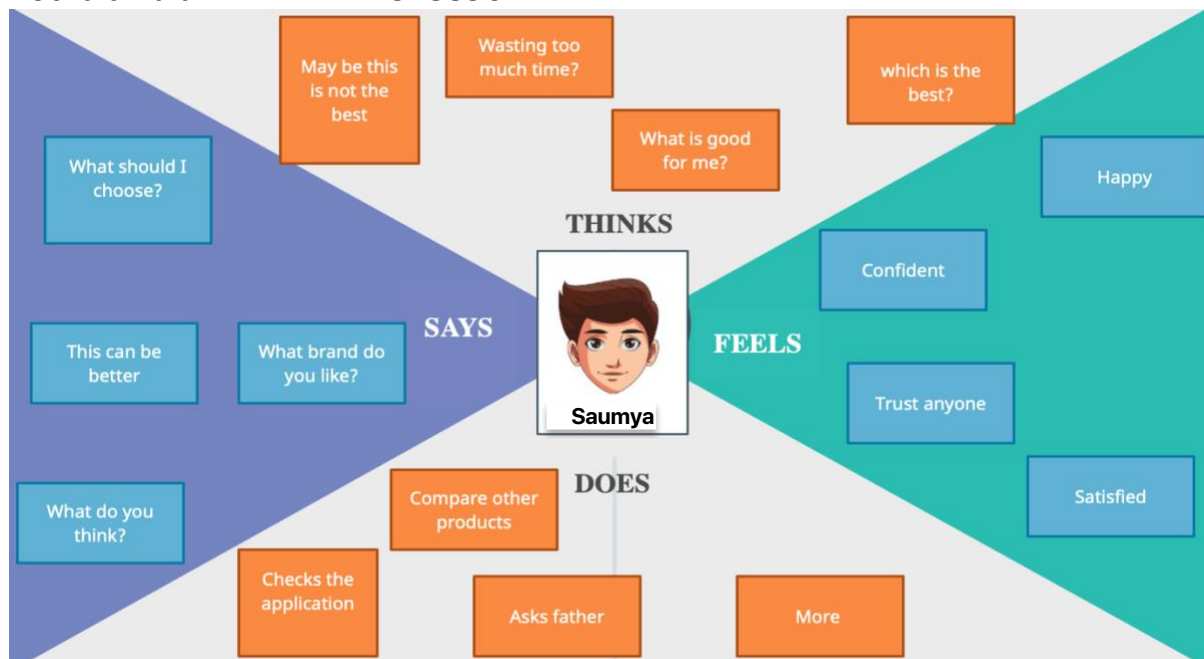 May be this
is not the
best
Wasting too
much time?
What is good
for me?
which is the
best?
THINKS
What should I
choose?
This can be
better
What brand do
you like?
What do you
think?
SAYS
Saumya
FEELS
Happy
Confident
Trust anyone
Satisfied
DOES
Compare other
products
Checks the
application
Asks father
More